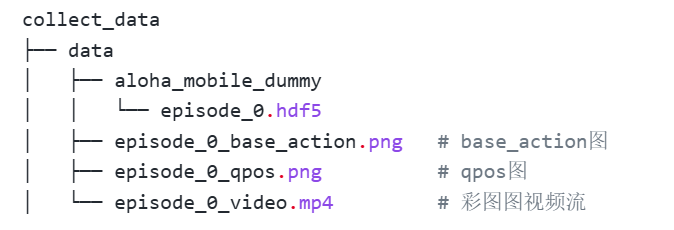 collect_data
├── data
│   ├── aloha_mobile_dummy
│   │   └── episode_0.hdf5
│   ├── episode_0_base_action.png   # base_action图
│   ├── episode_0_qpos.png          # qpos图
│   └── episode_0_video.mp4         # 彩图图视频流